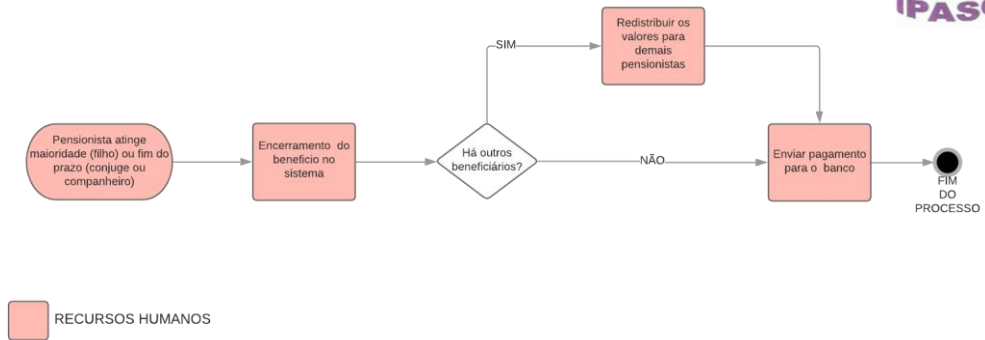 Redistribuir os
valores para
demais
pensionistas
SIM
Pensionista atinge
maioridade (filho) ou fim do
prazo (conjuge ou
companheiro)
Encerramento do
beneficio no
sistema
Há outros
beneficiários?
NÃO
Enviar pagamento
para o banco
FIM
DO
PROCESSO
RECURSOS HUMANOS